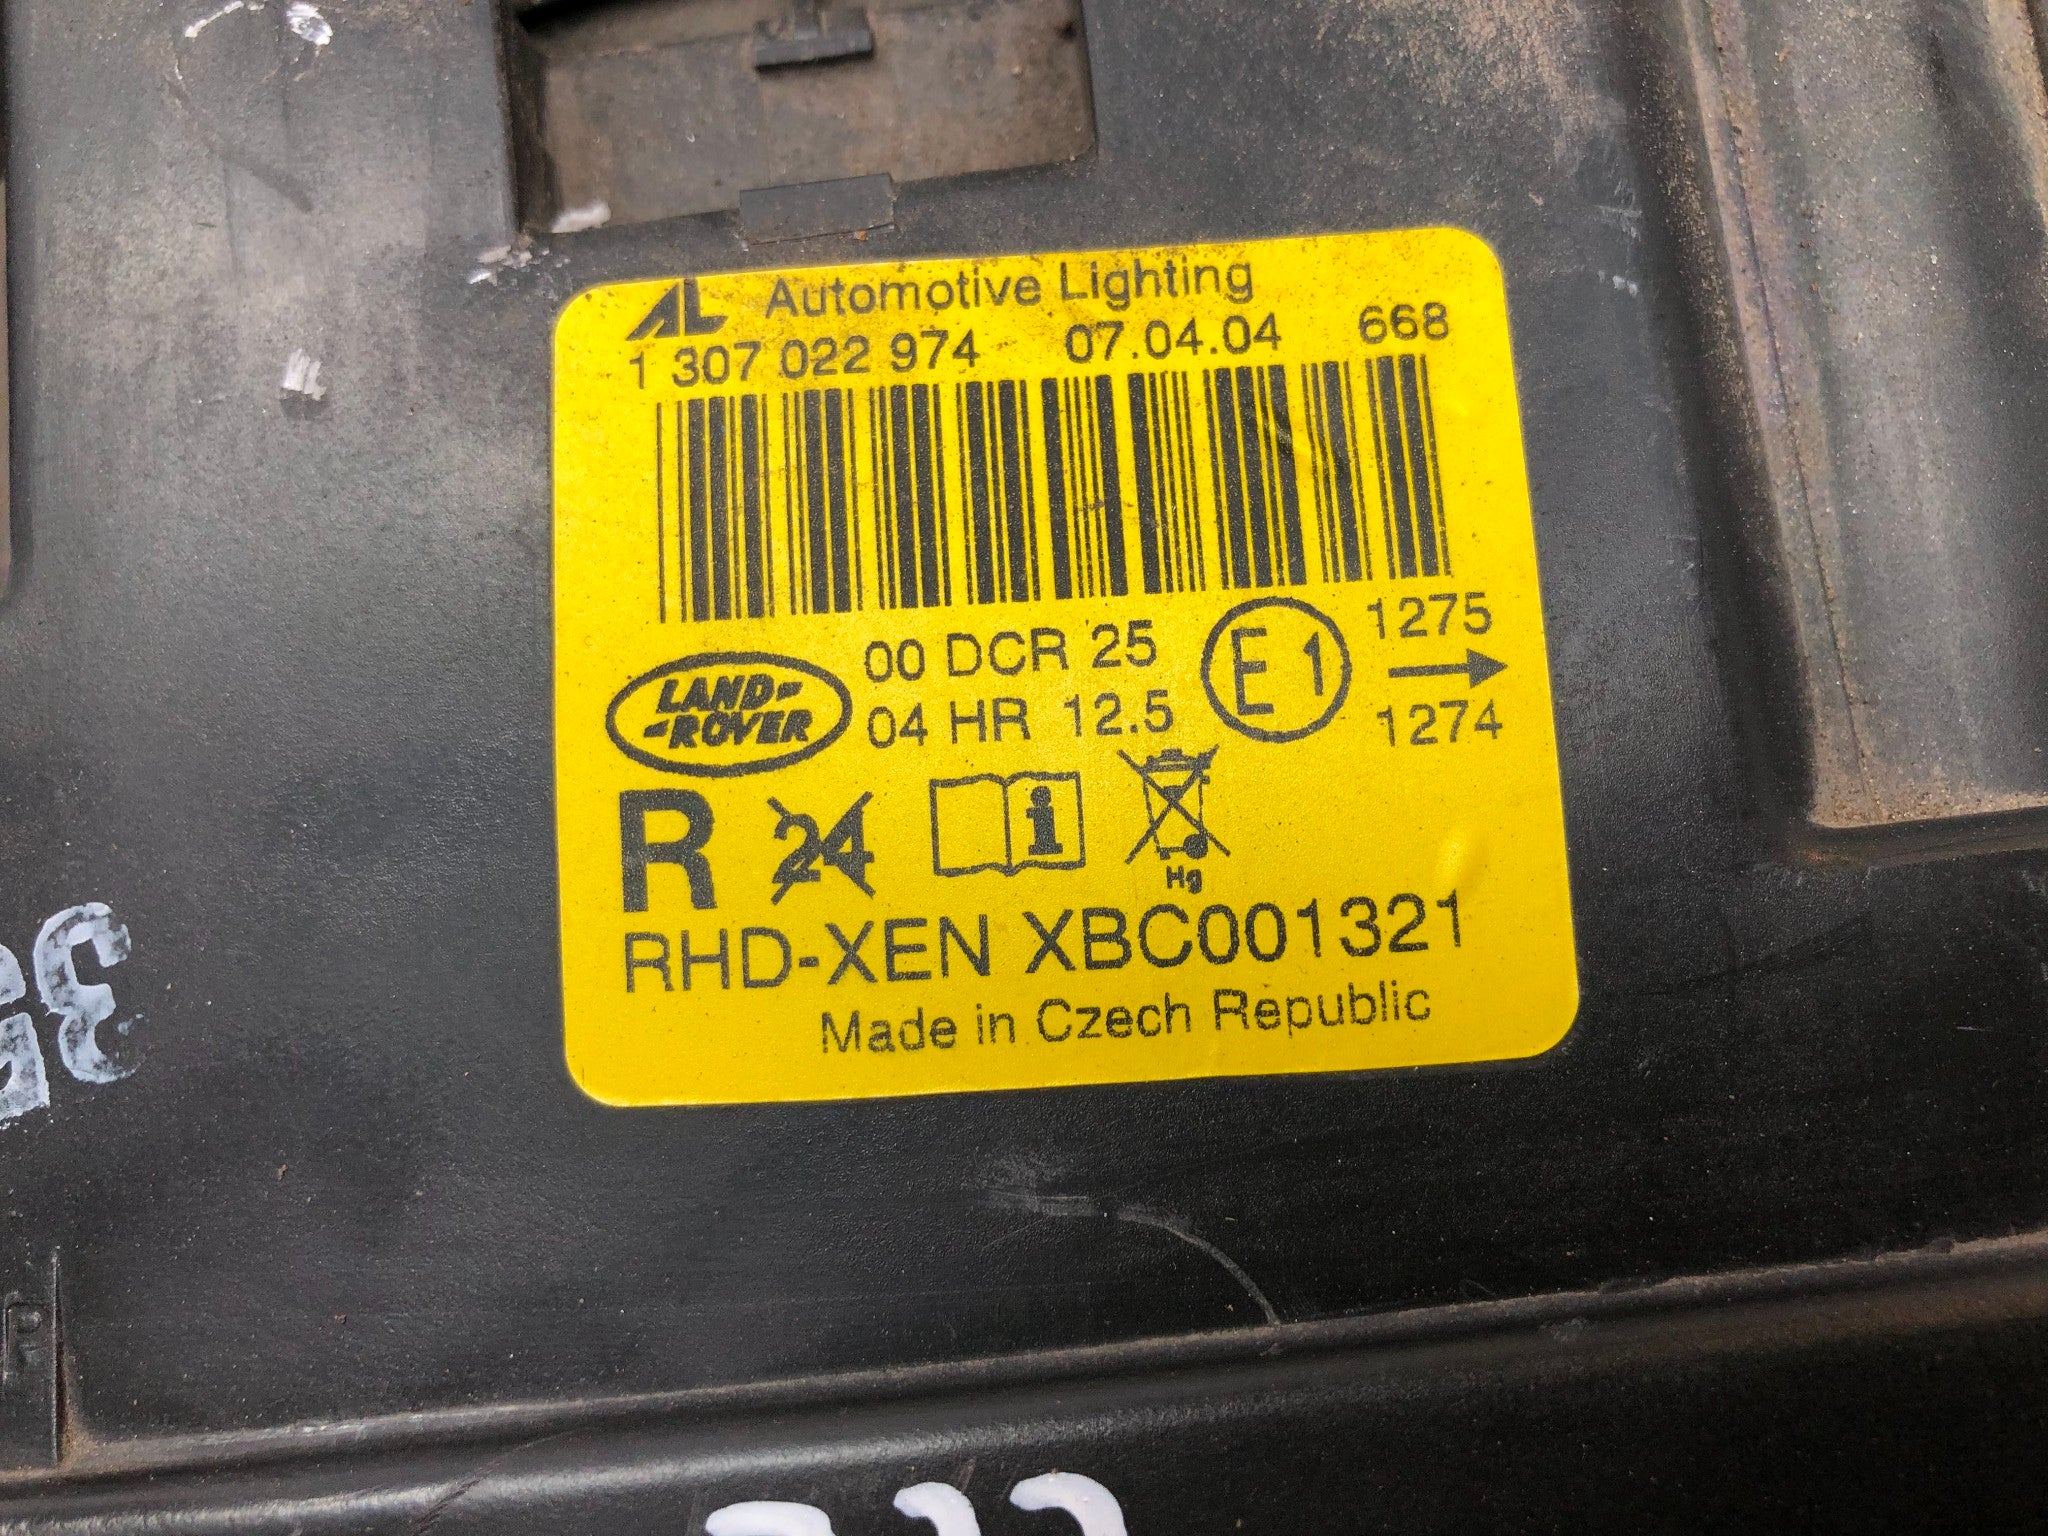 AL Automotive Lighting
1 307 022 974 07.04.04 668
00 DCR 25 E1 1275
LAND-
-ROVER
04 HR 12.5 1274
R 24
i
Hg
RHD-XEN XBC001321
Made in Czech Republic
P